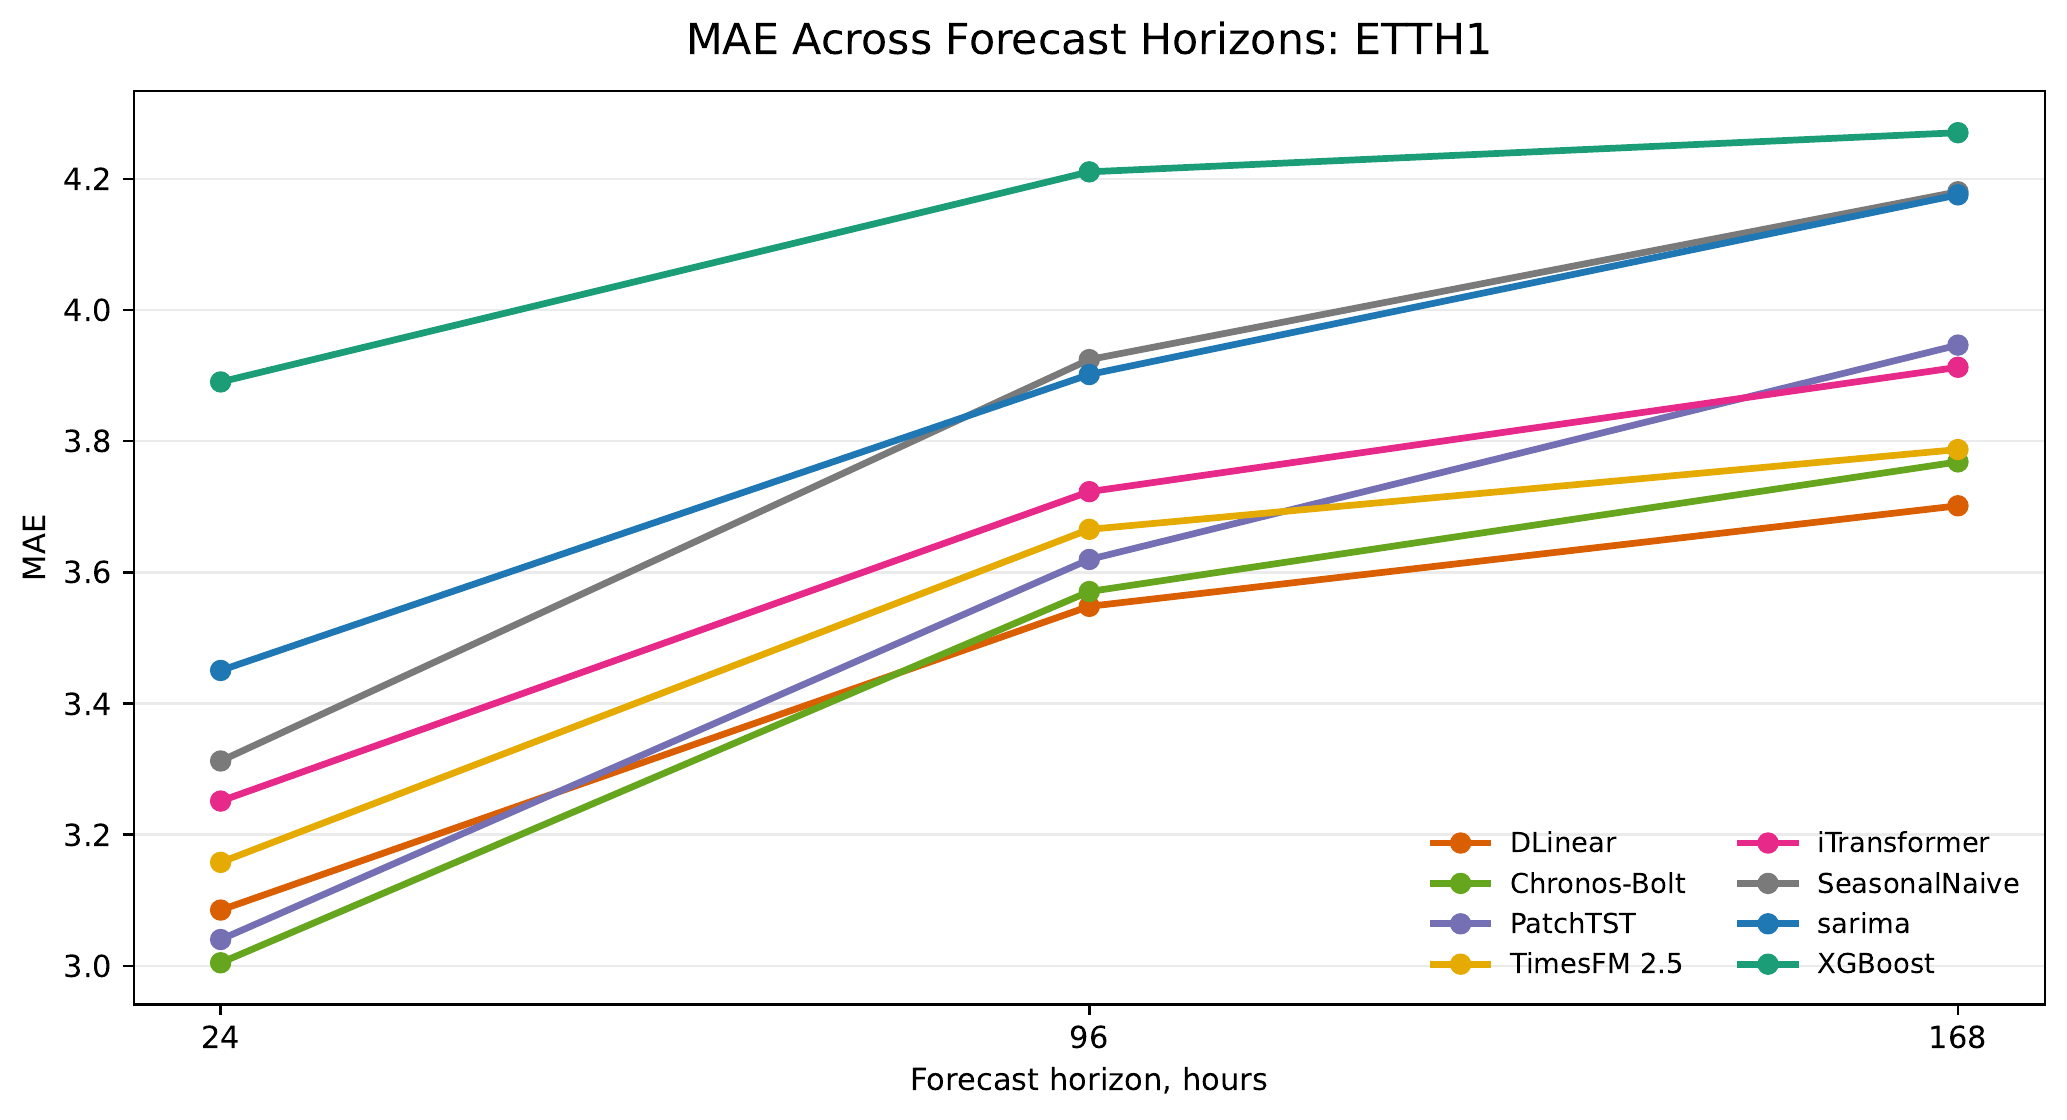 MAE Across Forecast Horizons: ETTH1
MAE
4.2
4.0
3.8
3.6
3.4
3.2
3.0
24
96
168
Forecast horizon, hours
DLinear
Chronos-Bolt
PatchTST
TimesFM 2.5
iTransformer
SeasonalNaive
sarima
XGBoost